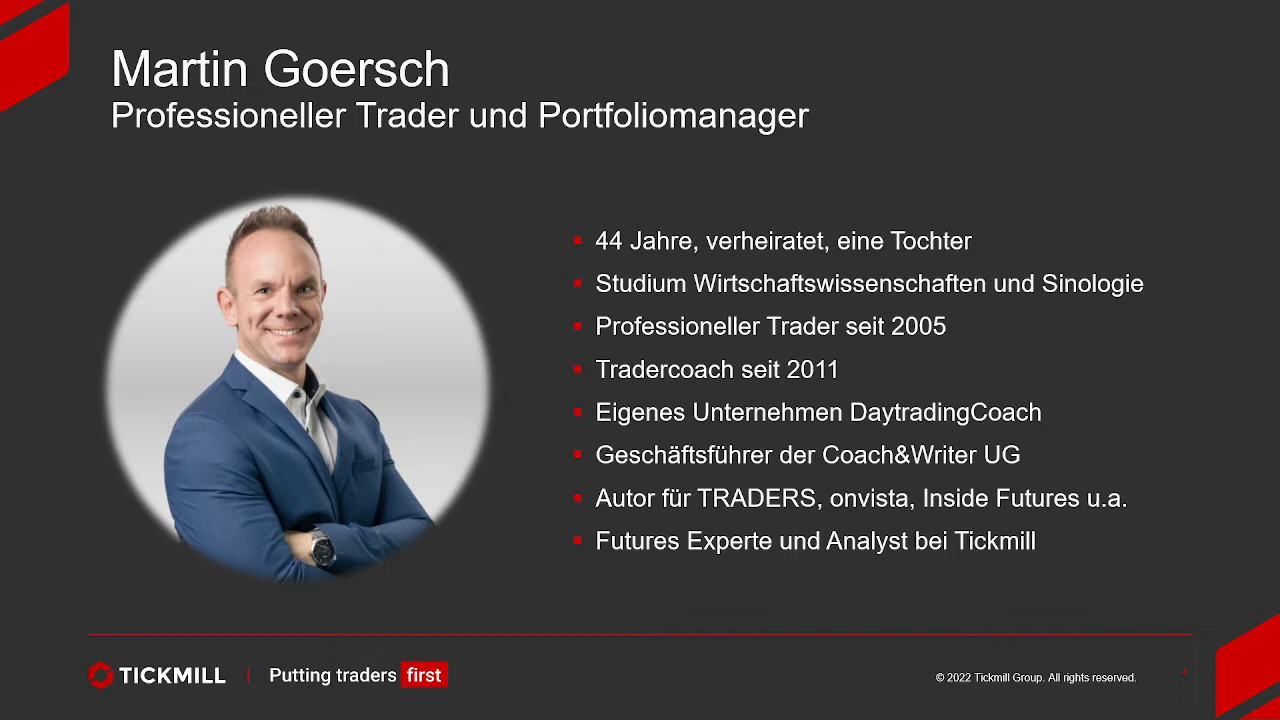 Martin Goersch
Professioneller Trader und Portfoliomanager
44 Jahre, verheiratet, eine Tochter
Studium Wirtschaftswissenschaften und Sinologie
Professioneller Trader seit 2005
Tradercoach seit 2011
Eigenes Unternehmen DaytradingCoach
Geschäftsführer der Coach&Writer UG
Autor für TRADERS, onvista, Inside Futures u.a.
Futures Experte und Analyst bei Tickmill
TICKMILL | Putting traders first
© 2022 Tickmill Group. All rights reserved.